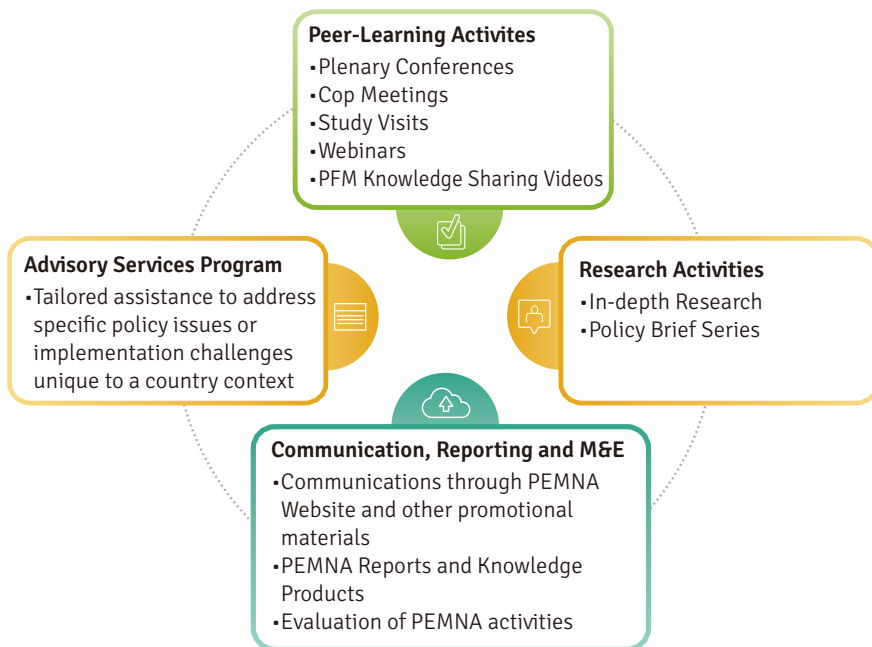 Peer-Learning Activites
•Plenary Conferences
•Cop Meetings
•Study Visits
•Webinars
•PFM Knowledge Sharing Videos
Advisory Services Program
•Tailored assistance to address
specific policy issues or
implementation challenges
unique to a country context
Research Activities
•In-depth Research
•Policy Brief Series
Communication, Reporting and M&E
•Communications through PEMNA
Website and other promotional
materials
•PEMNA Reports and Knowledge
Products
•Evaluation of PEMNA activities